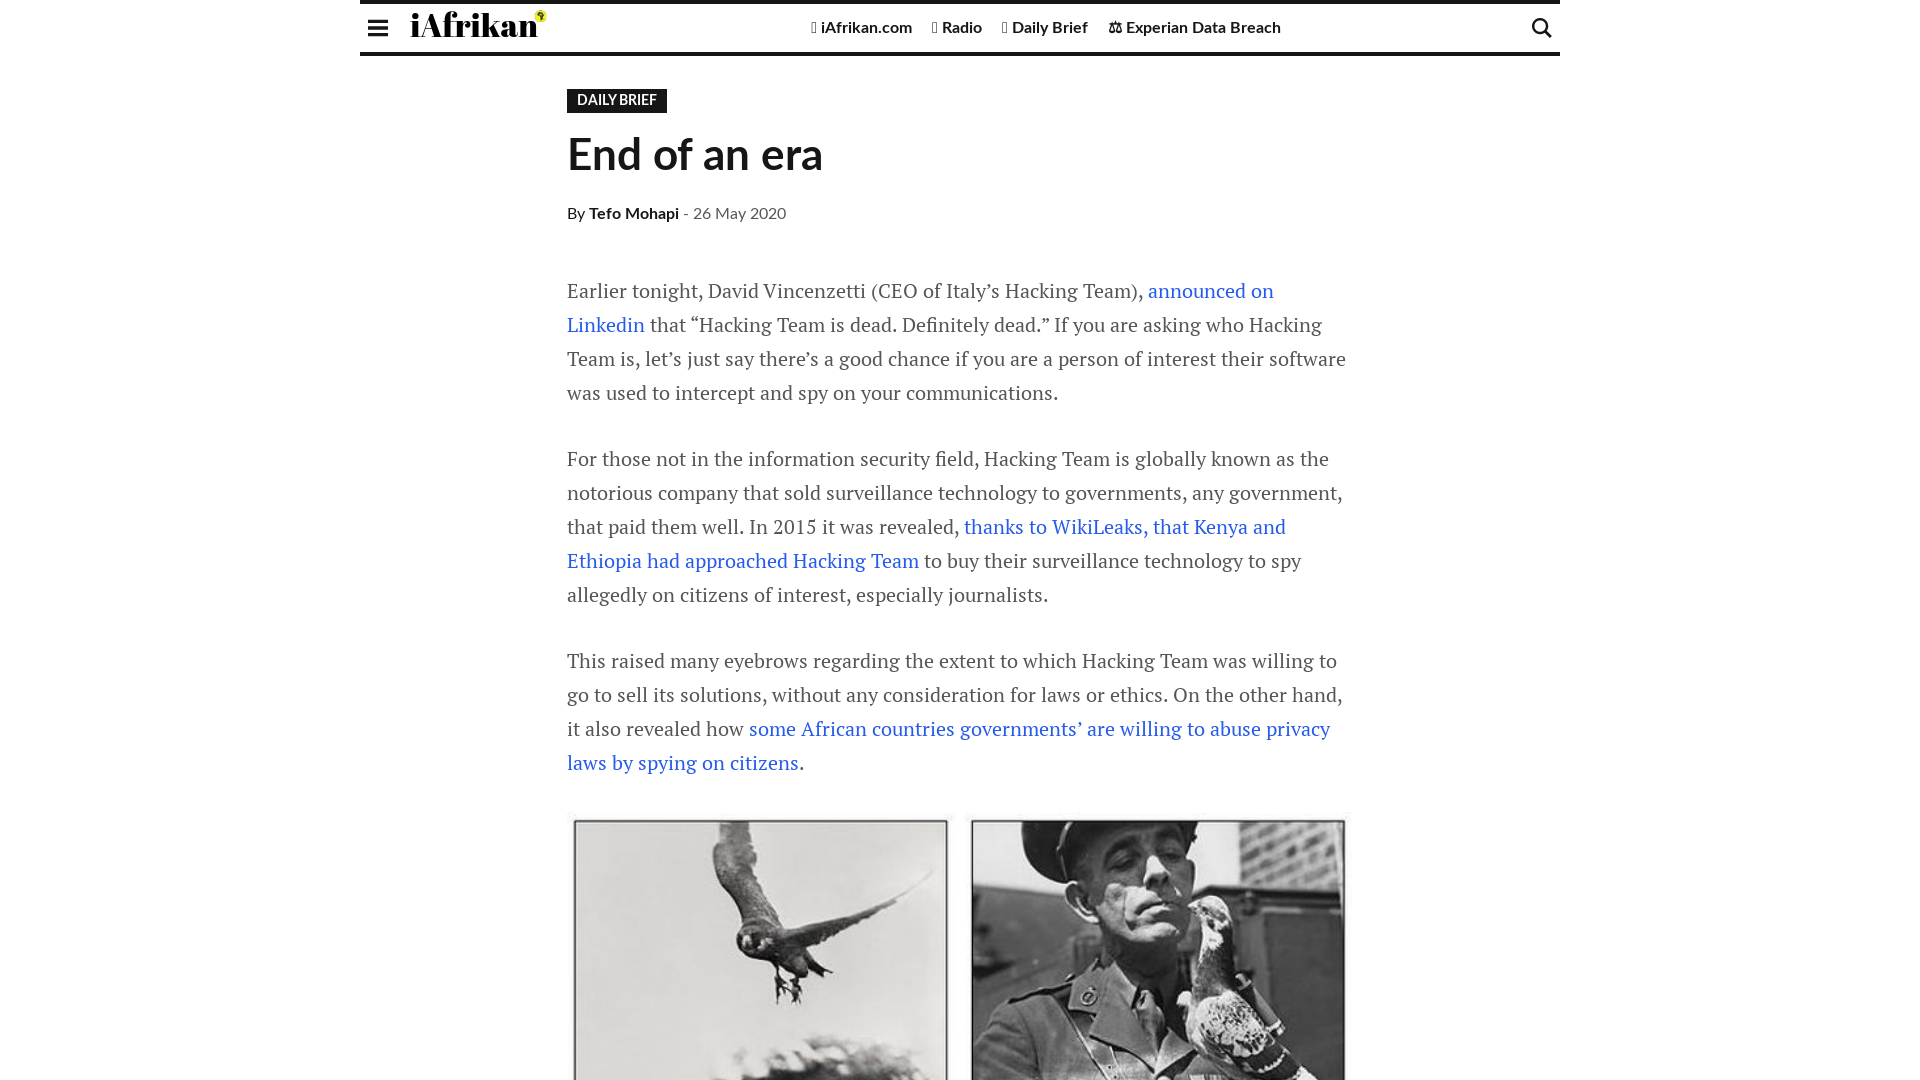 iAfrikan
iAfrikan.com Radio Daily Brief ⚖ Experian Data Breach
DAILY BRIEF
End of an era
By Tefo Mohapi - 26 May 2020
Earlier tonight, David Vincenzetti (CEO of Italy’s Hacking Team), announced on
Linkedin that “Hacking Team is dead. Definitely dead.” If you are asking who Hacking
Team is, let’s just say there’s a good chance if you are a person of interest their software
was used to intercept and spy on your communications.
For those not in the information security field, Hacking Team is globally known as the
notorious company that sold surveillance technology to governments, any government,
that paid them well. In 2015 it was revealed, thanks to WikiLeaks, that Kenya and
Ethiopia had approached Hacking Team to buy their surveillance technology to spy
allegedly on citizens of interest, especially journalists.
This raised many eyebrows regarding the extent to which Hacking Team was willing to
go to sell its solutions, without any consideration for laws or ethics. On the other hand,
it also revealed how some African countries governments’ are willing to abuse privacy
laws by spying on citizens.